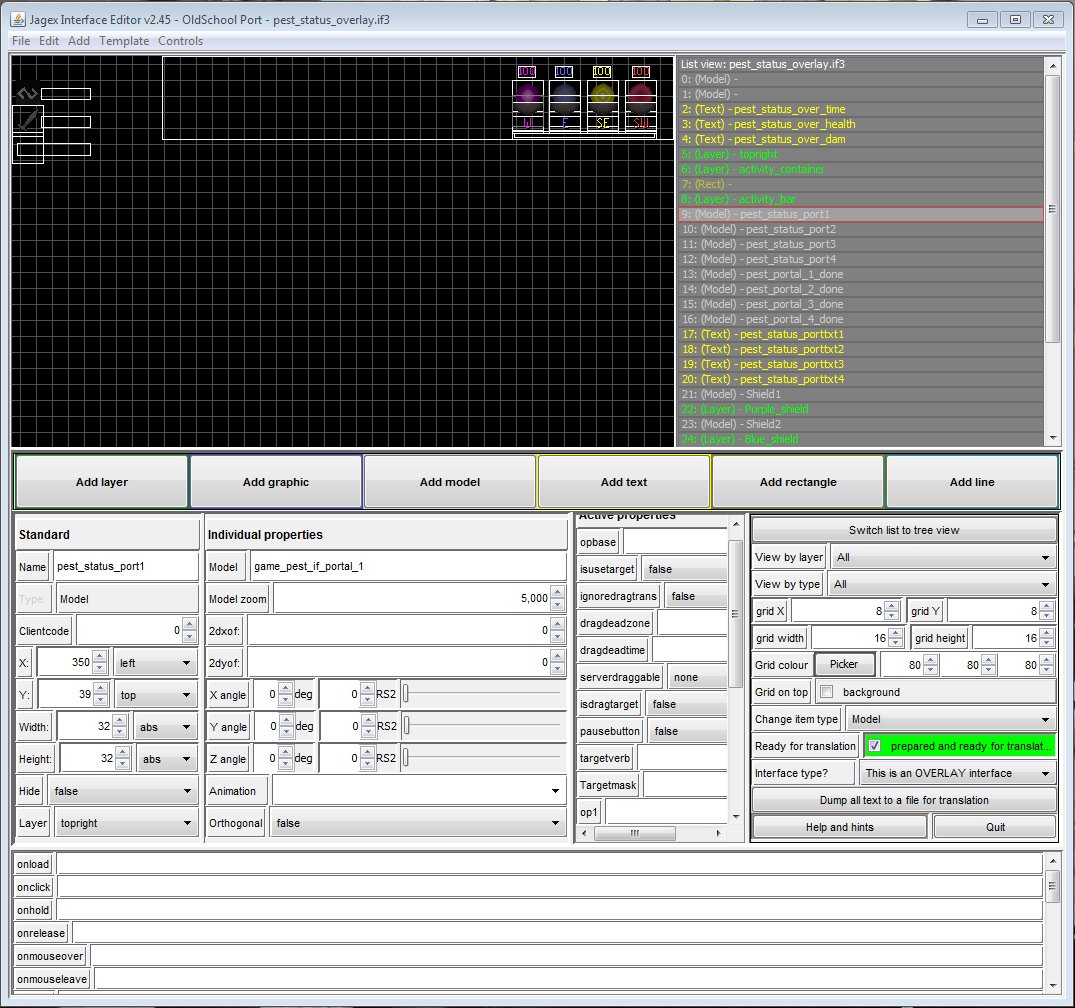 Jagex Interface Editor v2.45 - OldSchool Port - pest_status_overlay.if3
File Edit Add Template Controls
100 100 100 100
W E SE SW
List view: pest_status_overlay.if3
0: (Model) -
1: (Model) -
2: (Text) - pest_status_over_time
3: (Text) - pest_status_over_health
4: (Text) - pest_status_over_dam
5: (Layer) - topright
6: (Layer) - activity_container
7: (Rect) -
8: (Layer) - activity_bar
9: (Model) - pest_status_port1
10: (Model) - pest_status_port2
11: (Model) - pest_status_port3
12: (Model) - pest_status_port4
13: (Model) - pest_portal_1_done
14: (Model) - pest_portal_2_done
15: (Model) - pest_portal_3_done
16: (Model) - pest_portal_4_done
17: (Text) - pest_status_porttxt1
18: (Text) - pest_status_porttxt2
19: (Text) - pest_status_porttxt3
20: (Text) - pest_status_porttxt4
21: (Model) - Shield1
22: (Layer) - Purple_shield
23: (Model) - Shield2
24: (Layer) - Blue_shield
Add layer
Add graphic
Add model
Add text
Add rectangle
Add line
Standard
Name pest_status_port1
Type: Model
Clientcode 0
X: 350 left
Y: 39 top
Width: 32 abs
Height: 32 abs
Hide false
Layer topright
Individual properties
Model game_pest_if_portal_1
Model zoom 5,000
2dxof: 0
2dyof: 0
X angle 0 deg 0 RS2
Y angle 0 deg 0 RS2
Z angle 0 deg 0 RS2
Animation
Orthogonal false
Active properties
opbase
isusetarget false
ignoredragtrans false
dragdeadzone
dragdeadtime
serverdraggable none
isdragtarget false
pausebutton false
targetverb
Targetmask
op1
Switch list to tree view
View by layer All
View by type All
grid X 8 grid Y 8
grid width 16 grid height 16
Grid colour Picker 80 80 80
Grid on top background
Change item type Model
Ready for translation prepared and ready for translat...
Interface type? This is an OVERLAY interface
Dump all text to a file for translation
Help and hints Quit
onload
onclick
onhold
onrelease
onmouseover
onmouseleave